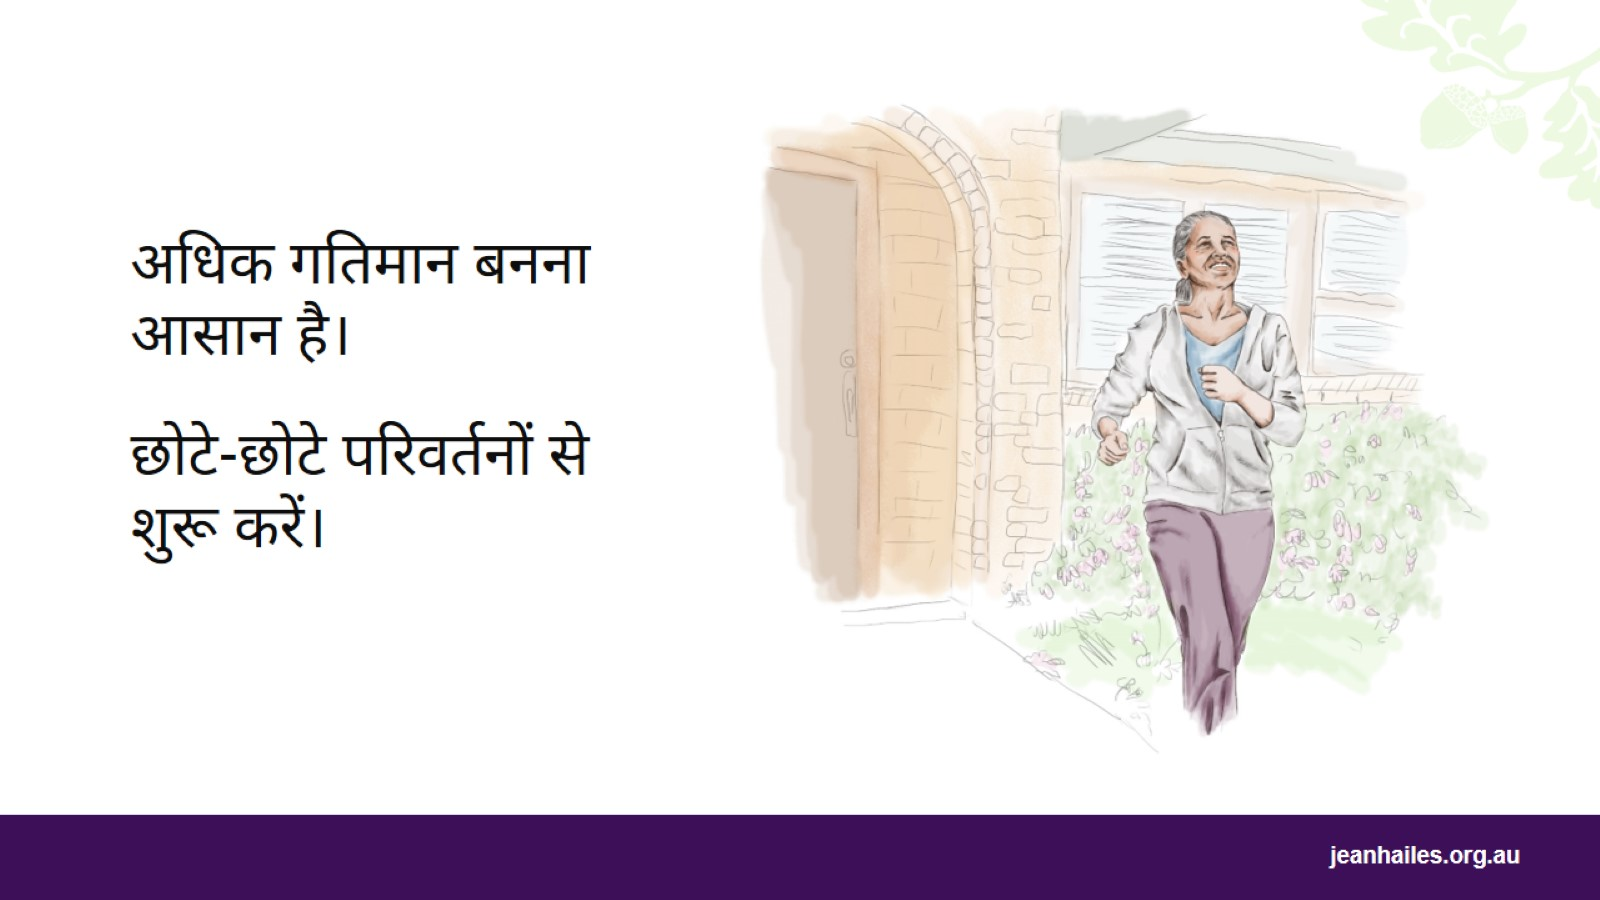 अधिक गतिमान बनना
आसान है।
छोटे-छोटे परिवर्तनों से
शुरू करें।
jeanhailes.org.au